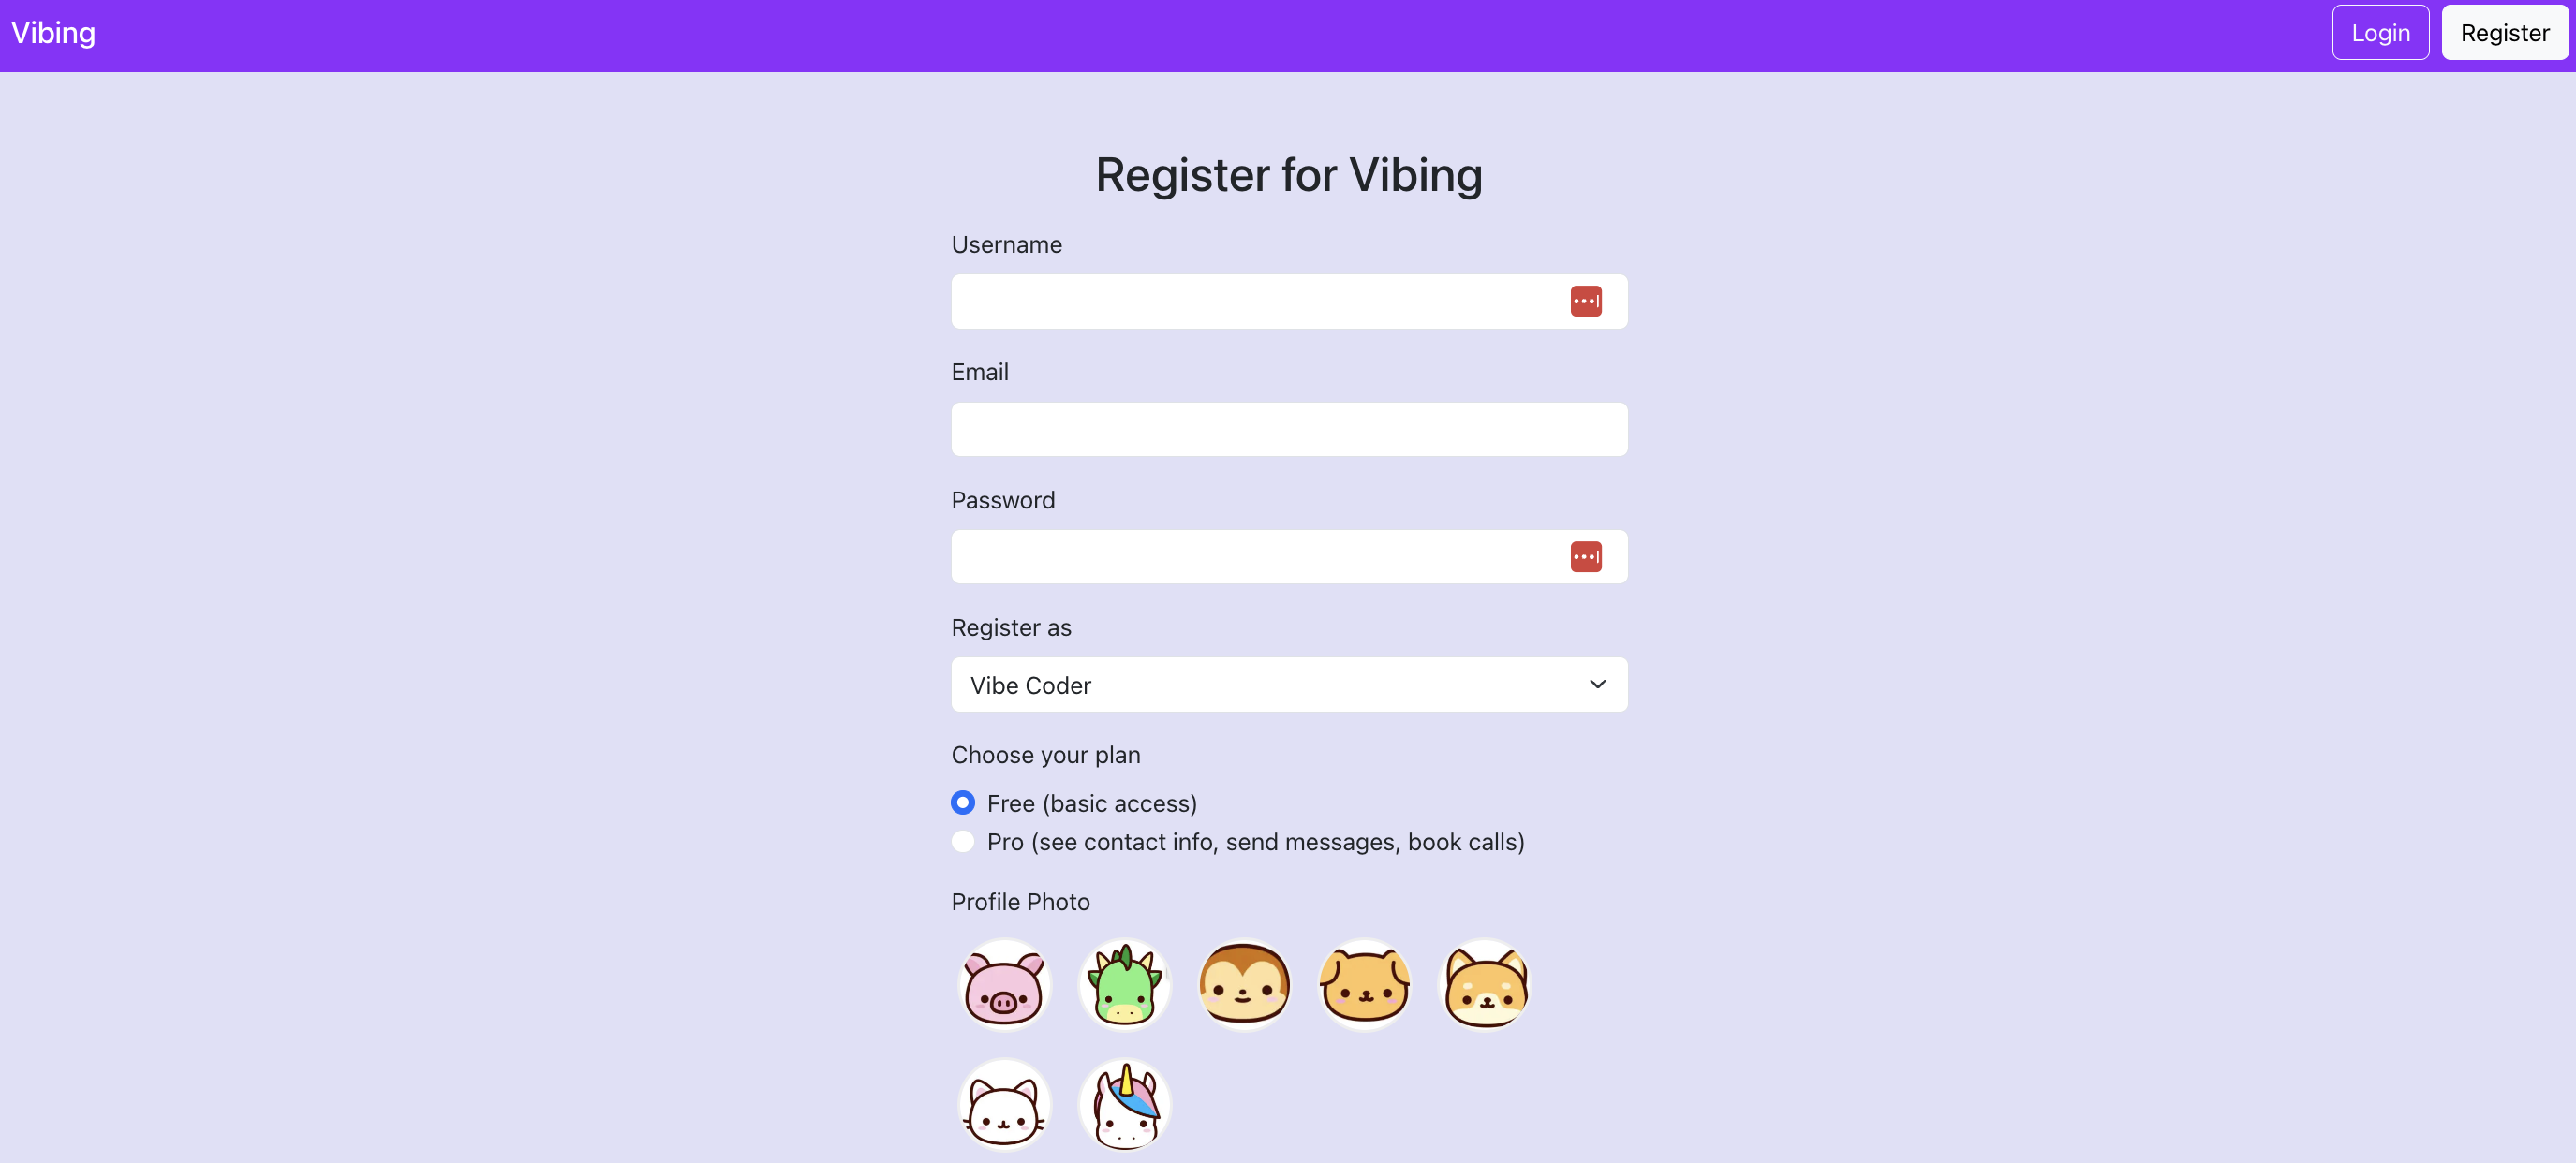 Vibing
Login
Register
Register for Vibing
Username
Email
Password
Register as
Vibe Coder
Choose your plan
Free (basic access)
Pro (see contact info, send messages, book calls)
Profile Photo